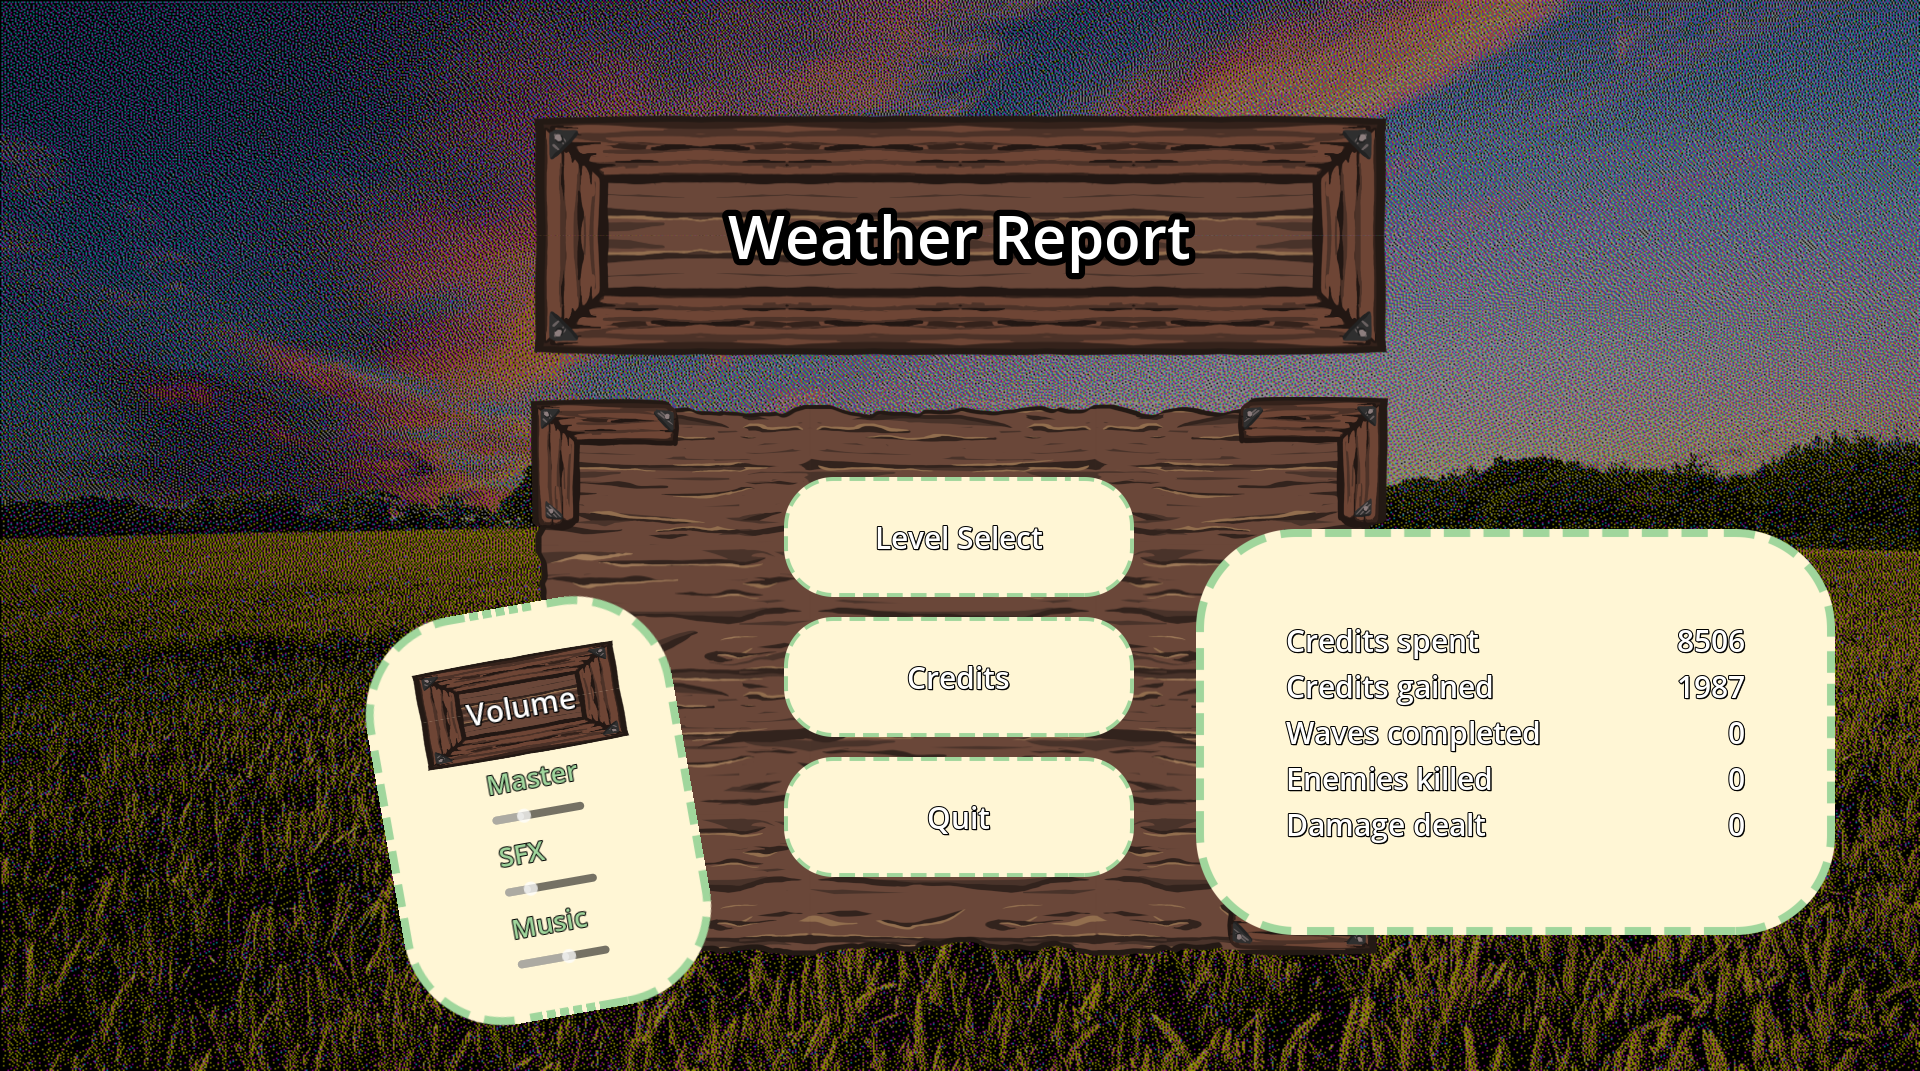 Weather Report
Level Select
Credits
Quit
Volume
Master
SFX
Music
Credits spent 8506
Credits gained 1987
Waves completed 0
Enemies killed 0
Damage dealt 0